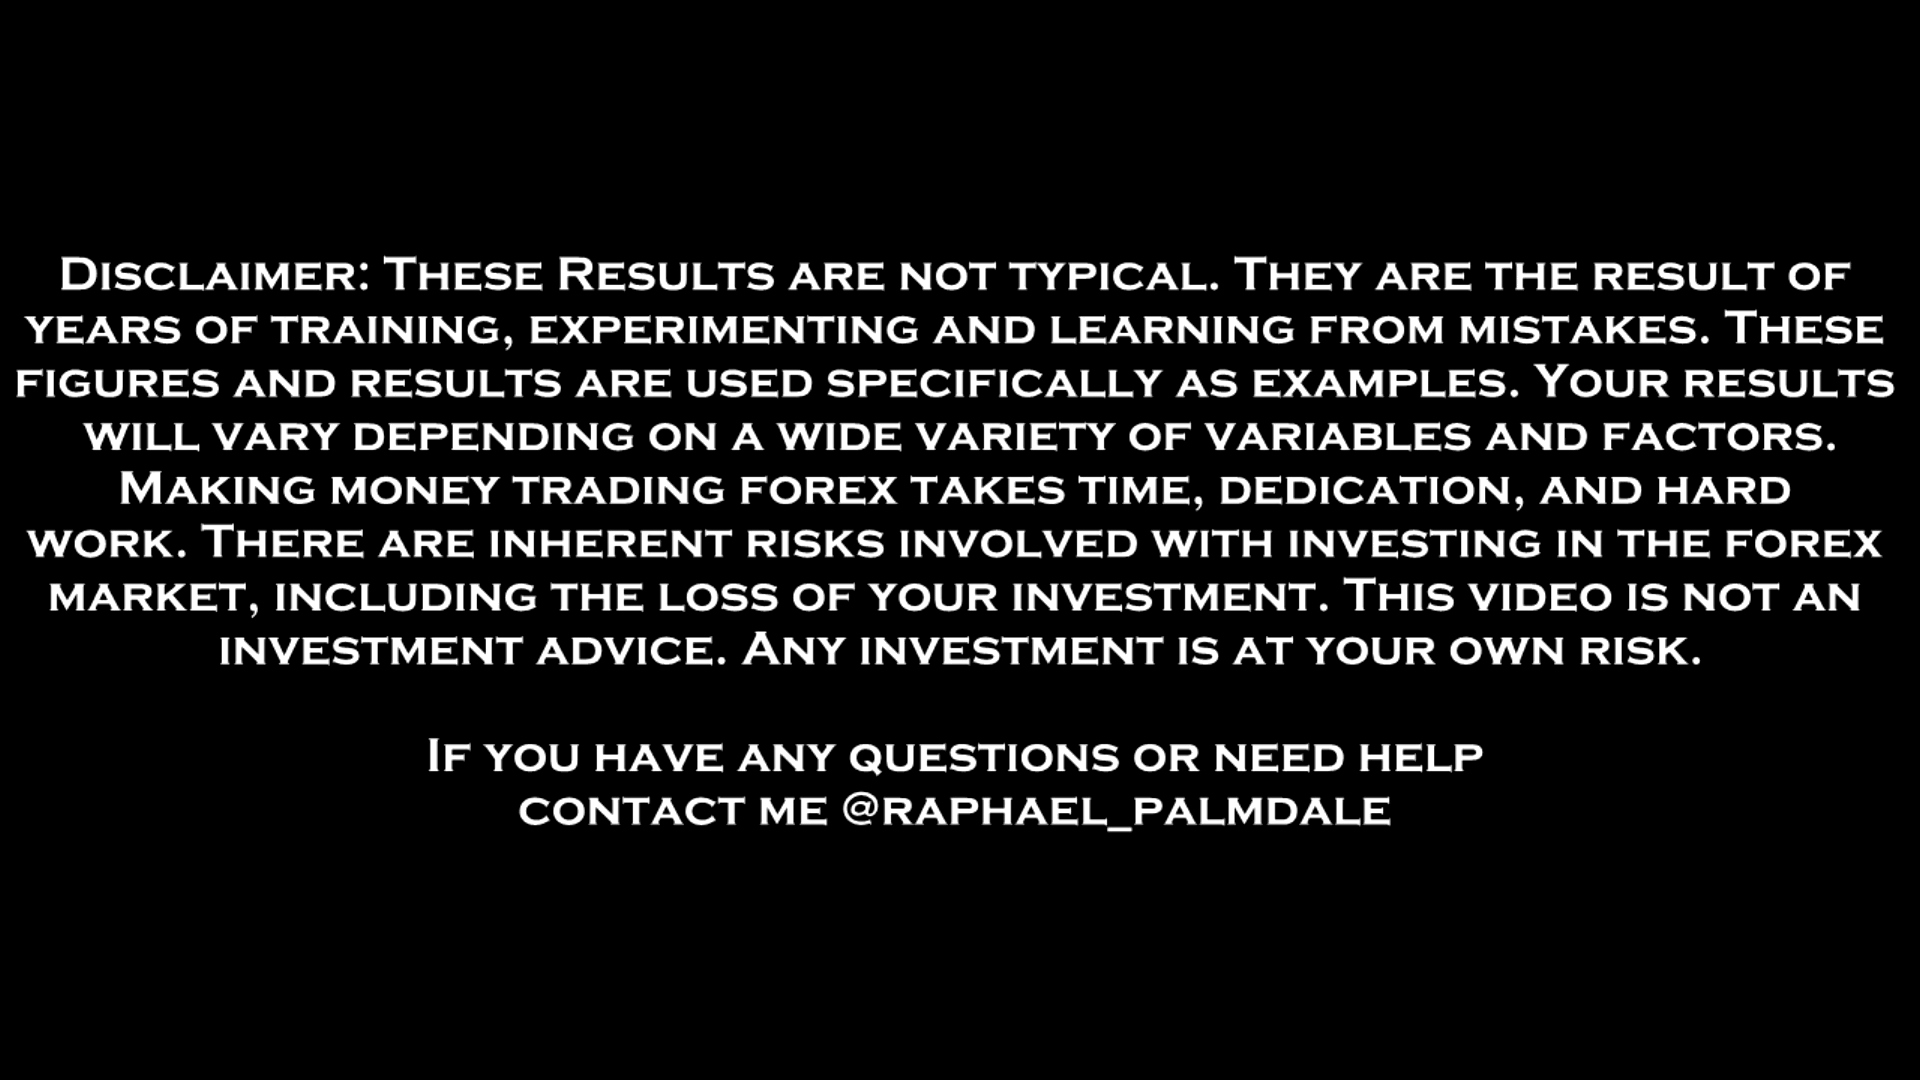 Disclaimer: These Results are not typical. They are the result of
years of training, experimenting and learning from mistakes. These
figures and results are used specifically as examples. Your results
will vary depending on a wide variety of variables and factors.
Making money trading forex takes time, dedication, and hard
work. There are inherent risks involved with investing in the forex
market, including the loss of your investment. This video is not an
investment advice. Any investment is at your own risk.
If you have any questions or need help
contact me @raphael_palmdale